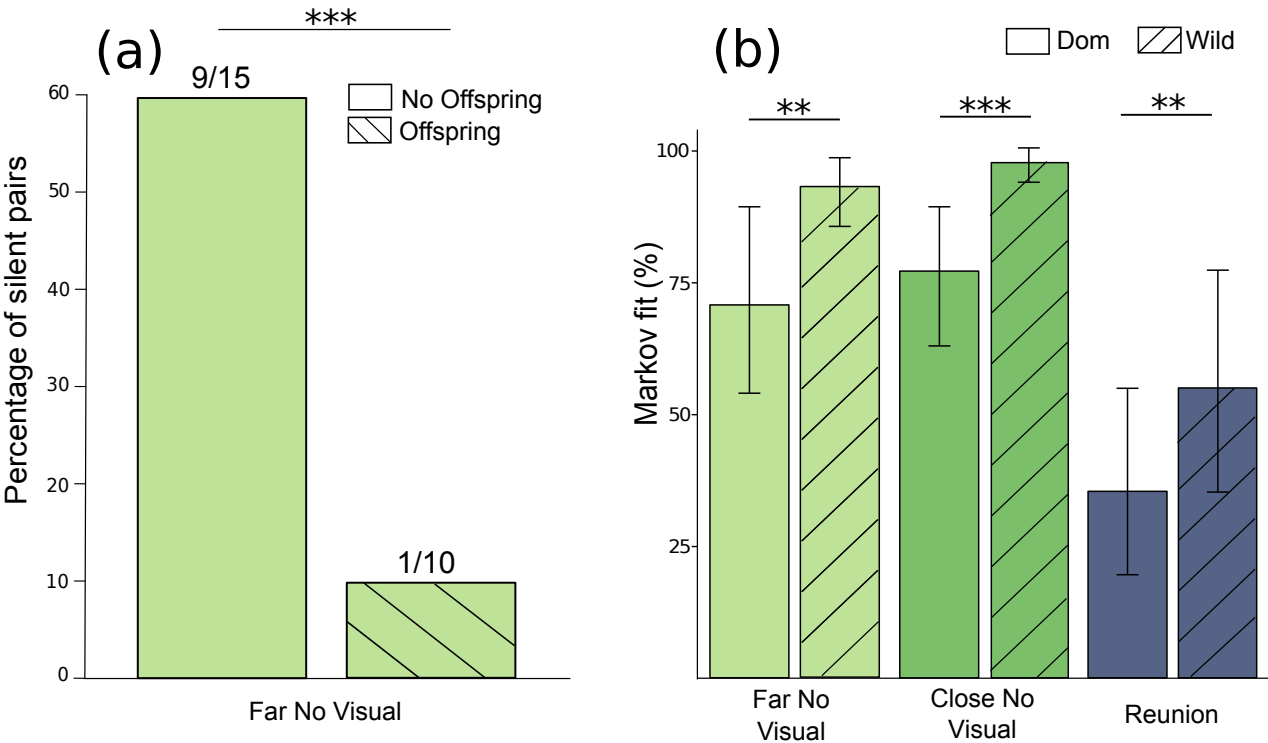 (a)
***
9/15
1/10
No Offspring
Offspring
Percentage of silent pairs
60
50
40
30
20
10
0
Far No Visual
(b)
Dom
Wild
**
***
**
Markov fit (%)
100
75
50
25
Far No
Visual
Close No
Visual
Reunion